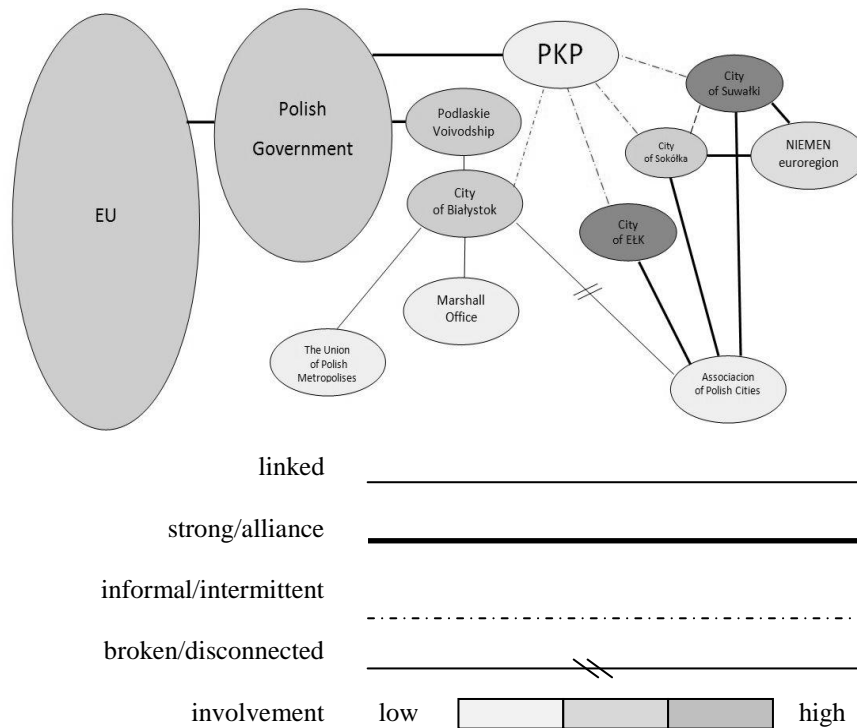 PKP
City
of Suwałki
Polish
Government
Podlaskie
Voivodship
City
of Sokółka
NIEMEN
euroregion
EU
City
of Białystok
City
of EŁK
Marshall
Office
The Union
of Polish
Metropolises
Associacion
of Polish Cities
linked
strong/alliance
informal/intermittent
broken/disconnected
involvement low high